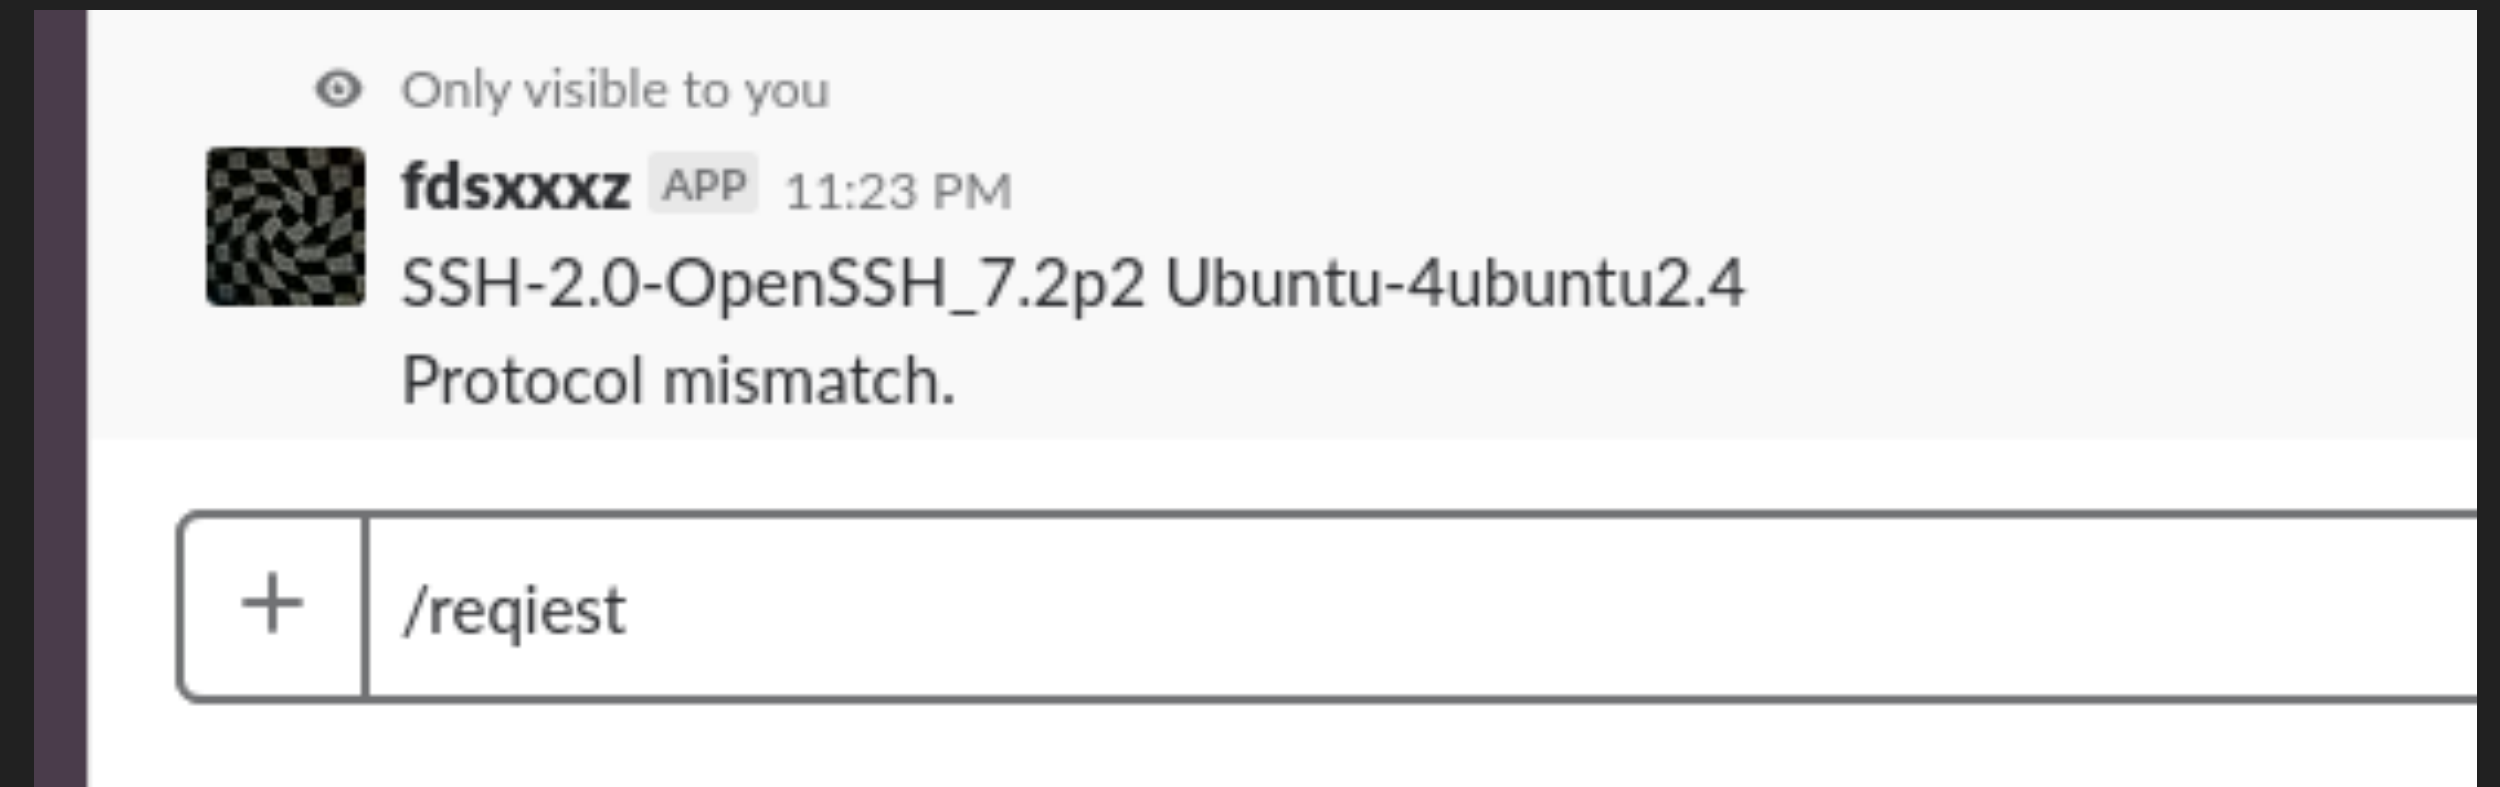 Only visible to you
fdsxxxz APP 11:23 PM
SSH-2.0-OpenSSH_7.2p2 Ubuntu-4ubuntu2.4
Protocol mismatch.
/reqiest